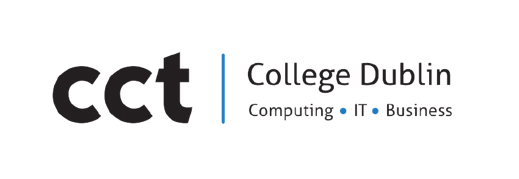 cct
College Dublin
Computing • IT • Business